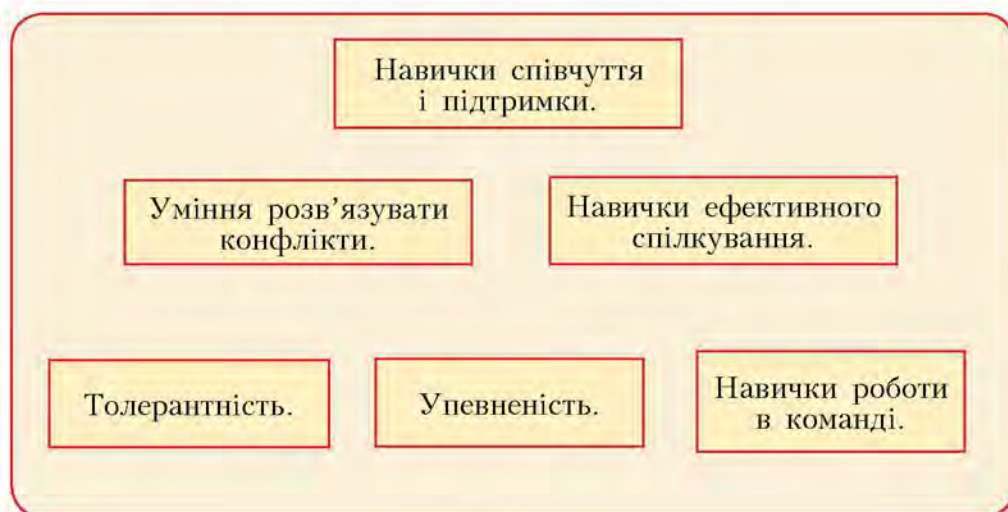 Навички співчуття
і підтримки.
Уміння розв’язувати
конфлікти.
Навички ефективного
спілкування.
Толерантність.
Упевненість.
Навички роботи
в команді.